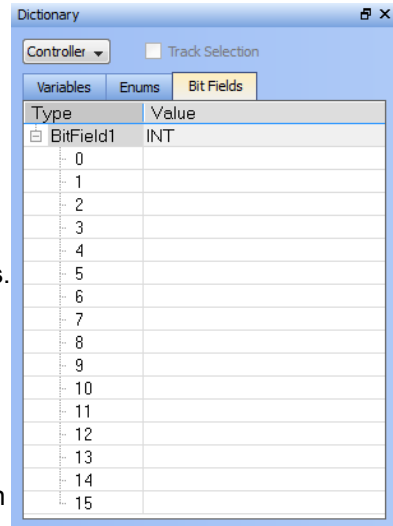 Dictionary
Controller
Track Selection
Variables Enums Bit Fields
Type Value
BitField1 INT
0
1
2
3
4
s.
5
6
7
8
9
10
11
12
13
14
n
15